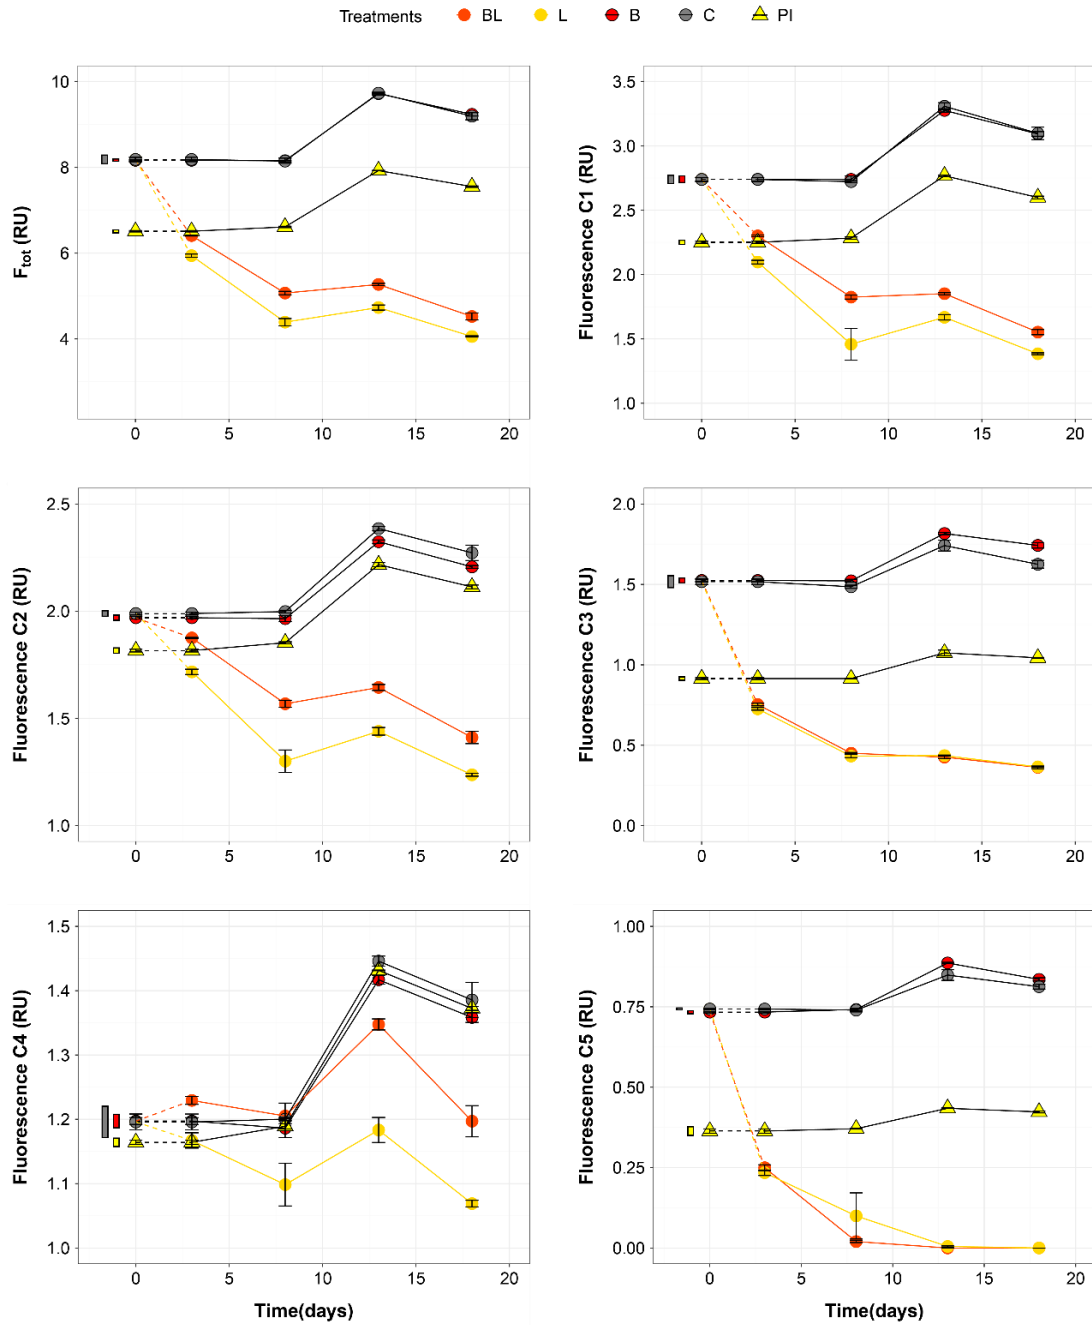 Treatments BL L B C PI
F_tot (RU)
10
8
6
4
0 5 10 15 20
Fluorescence C1 (RU)
3.5
3.0
2.5
2.0
1.5
1.0
0 5 10 15 20
Fluorescence C2 (RU)
2.5
2.0
1.5
1.0
0 5 10 15 20
Fluorescence C3 (RU)
2.0
1.5
1.0
0.5
0.0
0 5 10 15 20
Fluorescence C4 (RU)
1.5
1.4
1.3
1.2
1.1
1.0
0 5 10 15 20
Time(days)
Fluorescence C5 (RU)
1.00
0.75
0.50
0.25
0.00
0 5 10 15 20
Time(days)